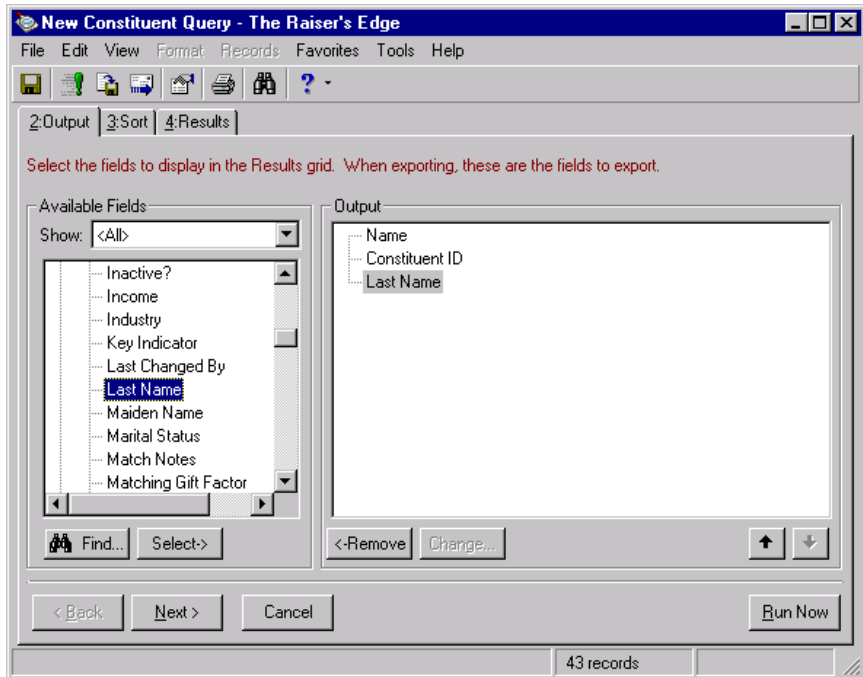 New Constituent Query - The Raiser's Edge
File Edit View Format Records Favorites Tools Help
2:Output 3:Sort 4:Results
Select the fields to display in the Results grid. When exporting, these are the fields to export.
Available Fields
Show: <All>
Inactive?
Income
Industry
Key Indicator
Last Changed By
Last Name
Maiden Name
Marital Status
Match Notes
Matching Gift Factor
Find... Select->
Output
Name
Constituent ID
Last Name
<-Remove Change...
< Back Next > Cancel Run Now
43 records